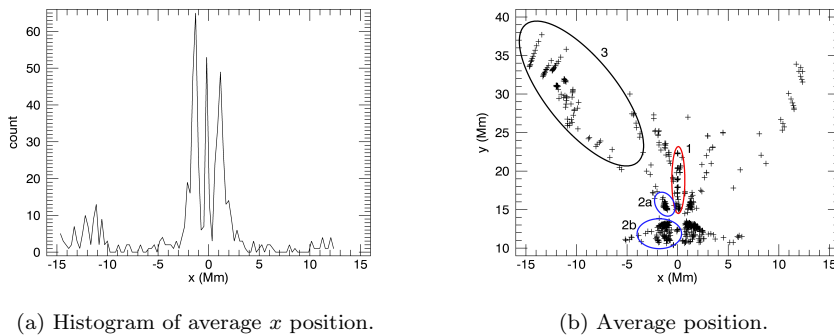 60
50
40
30
20
10
0
count
-15 -10 -5 0 5 10 15
x (Mm)
(a) Histogram of average x position.
40
35
30
25
20
15
10
y (Mm)
3
1
2a
2b
-15 -10 -5 0 5 10 15
x (Mm)
(b) Average position.